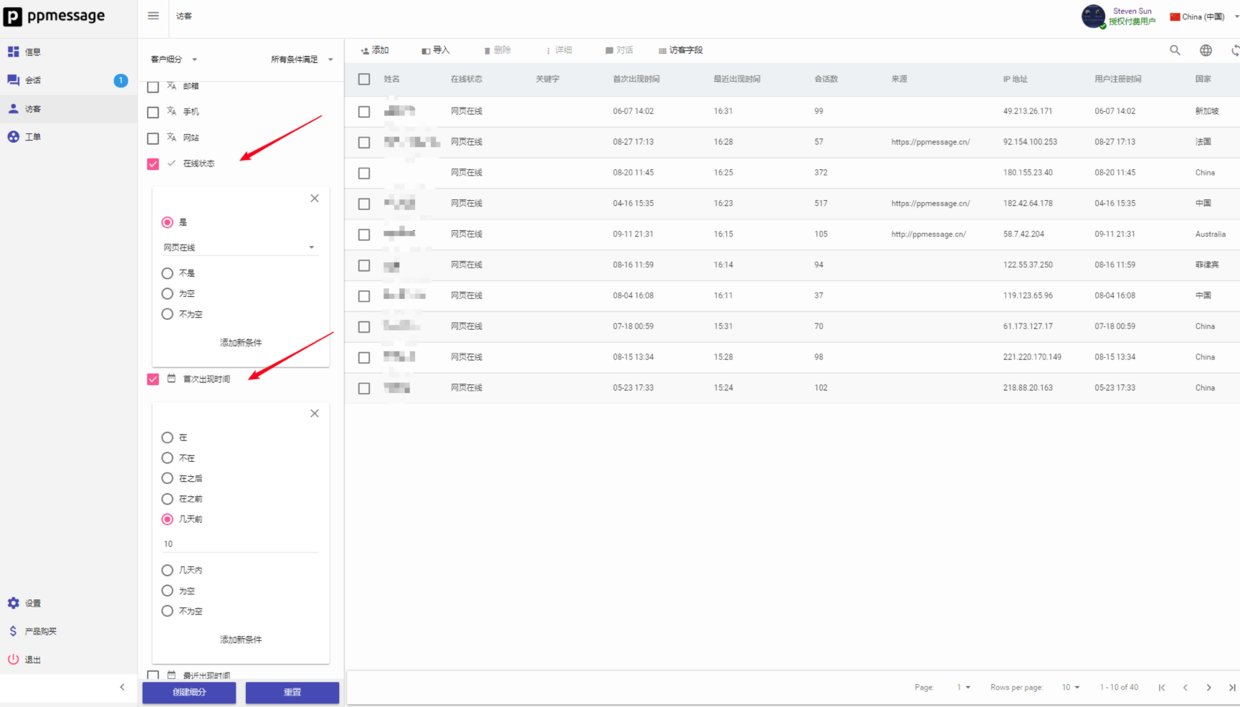 ppmessage
访客
Steven Sun
授权付费用户
China (中国)
信息
会话
1
访客
工单
设置
产品购买
退出
客户细分
所有条件满足
邮箱
手机
网站
在线状态
是
网页在线
不是
为空
不为空
添加新条件
首次出现时间
在
不在
在之后
在之前
几天前
10
几天内
为空
不为空
添加新条件
最近出现时间
创建细分 重置
添加 导入 删除 详细 对话 访客字段
姓名 在线状态 关键字 首次出现时间 最近出现时间 会话数 来源 IP 地址 用户注册时间 国家
网页在线 06-07 14:02 16:31 99 49.213.26.171 06-07 14:02 新加坡
网页在线 08-27 17:13 16:28 57 https://ppmessage.cn/ 92.154.100.253 08-27 17:13 法国
网页在线 08-20 11:45 16:25 372 180.155.23.40 08-20 11:45 China
网页在线 04-16 15:35 16:23 517 https://ppmessage.cn/ 182.42.64.178 04-16 15:35 中国
网页在线 09-11 21:31 16:15 105 http://ppmessage.cn/ 58.7.42.204 09-11 21:31 Australia
网页在线 08-16 11:59 16:14 94 122.55.37.250 08-16 11:59 菲律宾
网页在线 08-04 16:08 16:11 37 119.123.65.96 08-04 16:08 中国
网页在线 07-18 00:59 15:31 70 61.173.127.17 07-18 00:59 China
网页在线 08-15 13:34 15:28 98 221.220.170.149 08-15 13:34 China
网页在线 05-23 17:33 15:24 102 218.88.20.163 05-23 17:33 China
Page: 1 Rows per page: 10 1 - 10 of 40